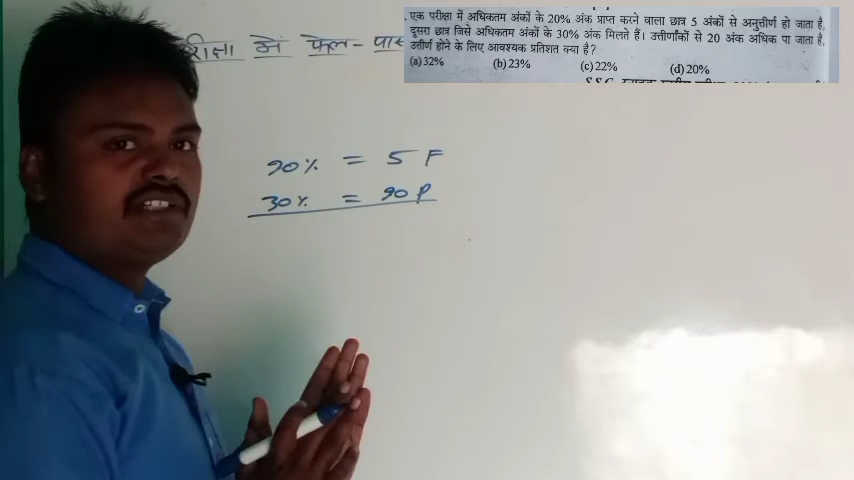 एक परीक्षा में अधिकतम अंकों के 20% अंक प्राप्त करने वाला छात्र 5 अंकों से अनुत्तीर्ण हो जाता है,
दूसरा छात्र जिसे अधिकतम अंकों के 30% अंक मिलते हैं। उत्तीर्णांकों से 20 अंक अधिक पा जाता है,
उत्तीर्ण होने के लिए आवश्यक प्रतिशत क्या है?
(a) 32% (b) 23% (c) 22% (d) 20%
में फेल - पास
20% = 5 F
30% = 20 P